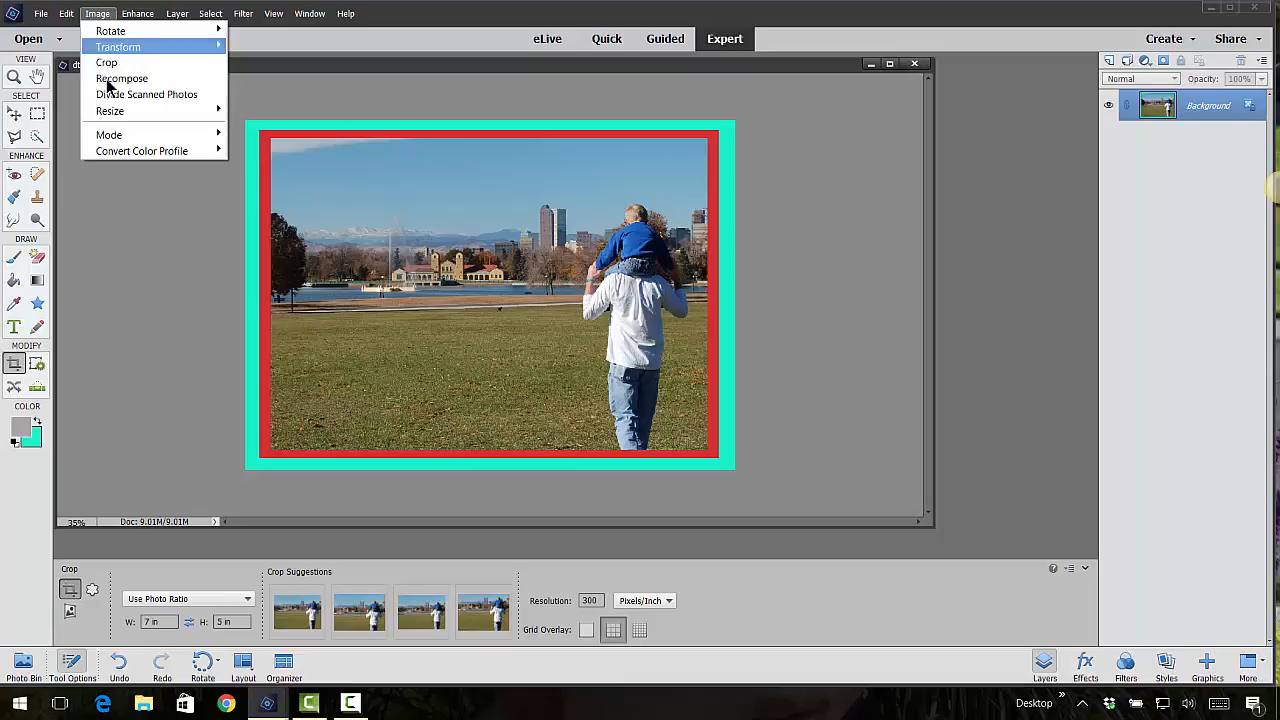 File Edit Image Enhance Layer Select Filter View Window Help
Open eLive Quick Guided Expert Create Share
Rotate
Transform
Crop
Recompose
Divide Scanned Photos
Resize
Mode
Convert Color Profile
VIEW
SELECT
ENHANCE
DRAW
MODIFY
COLOR
Normal Opacity: 100%
Background
35% Doc: 9.01M/9.01M
Crop
Use Photo Ratio
W: 7 in H: 5 in
Crop Suggestions
Resolution: 300 Pixels/Inch
Grid Overlay:
Photo Bin Tool Options Undo Redo Rotate Layout Organizer Layers Effects Filters Styles Graphics More
Desktop